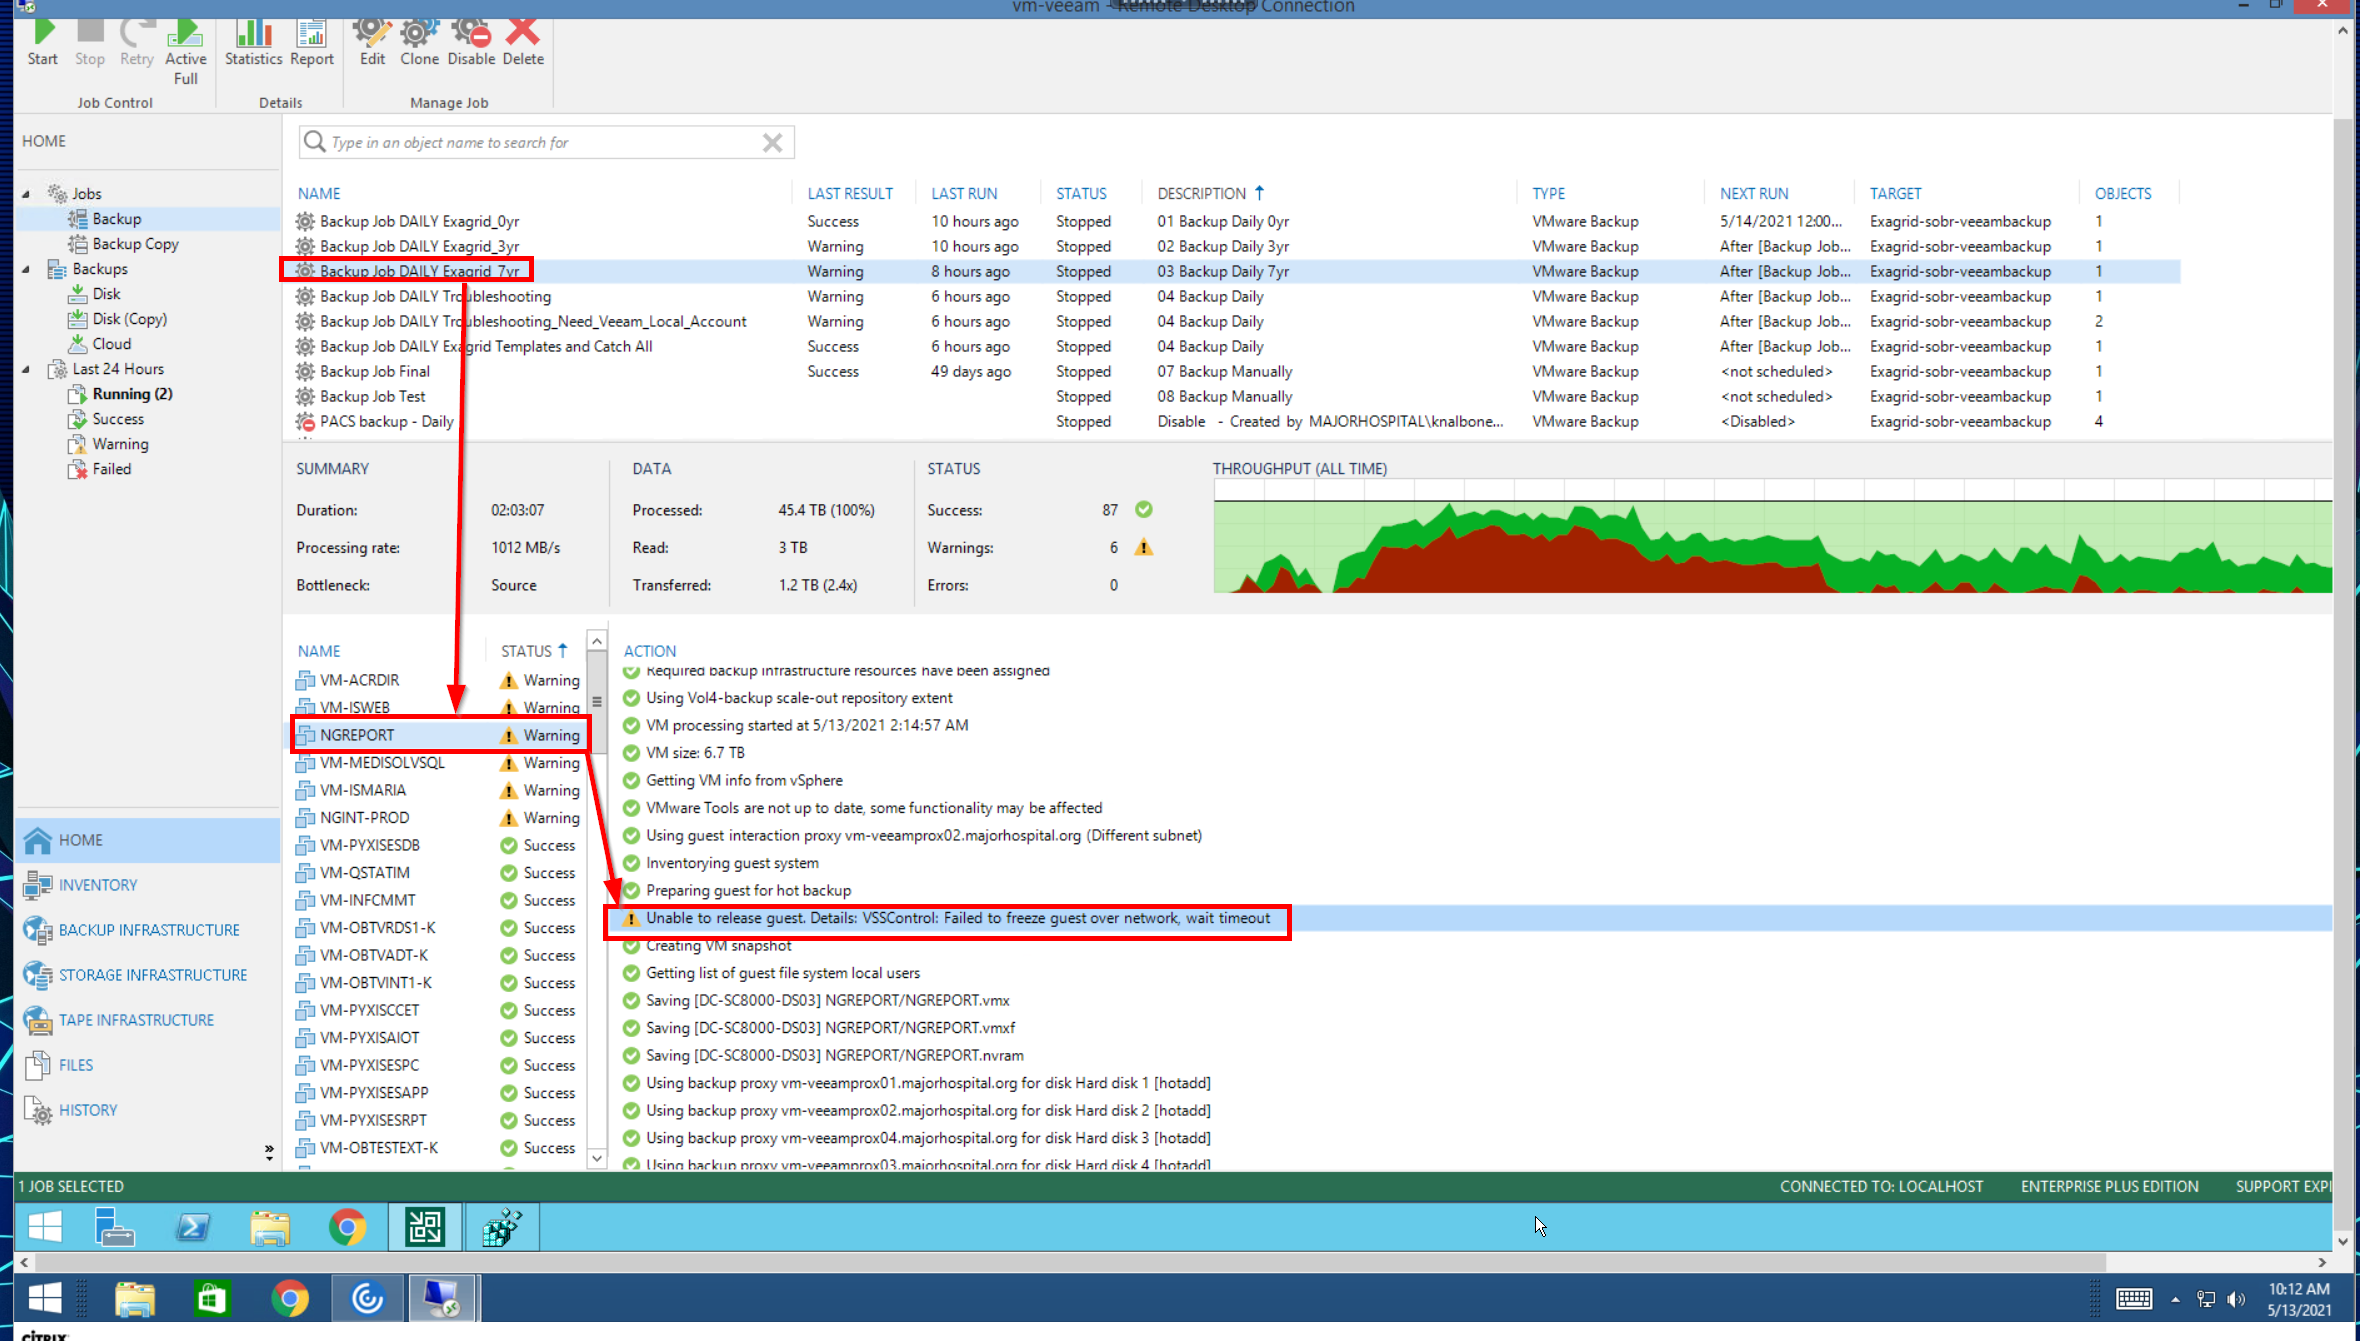 vm-veeam - Remote Desktop Connection
Start Stop Retry Active Full Statistics Report Edit Clone Disable Delete
Job Control Details Manage Job
HOME
Type in an object name to search for
Jobs
Backup
Backup Copy
Backups
Disk
Disk (Copy)
Cloud
Last 24 Hours
Running (2)
Success
Warning
Failed
NAME LAST RESULT LAST RUN STATUS DESCRIPTION TYPE NEXT RUN TARGET OBJECTS
Backup Job DAILY Exagrid_0yr Success 10 hours ago Stopped 01 Backup Daily 0yr VMware Backup 5/14/2021 12:00... Exagrid-sobr-veeambackup 1
Backup Job DAILY Exagrid_3yr Warning 10 hours ago Stopped 02 Backup Daily 3yr VMware Backup After [Backup Job... Exagrid-sobr-veeambackup 1
Backup Job DAILY Exagrid_7yr Warning 8 hours ago Stopped 03 Backup Daily 7yr VMware Backup After [Backup Job... Exagrid-sobr-veeambackup 1
Backup Job DAILY Troubleshooting Warning 6 hours ago Stopped 04 Backup Daily VMware Backup After [Backup Job... Exagrid-sobr-veeambackup 1
Backup Job DAILY Troubleshooting_Need_Veeam_Local_Account Warning 6 hours ago Stopped 04 Backup Daily VMware Backup After [Backup Job... Exagrid-sobr-veeambackup 2
Backup Job DAILY Exagrid Templates and Catch All Success 6 hours ago Stopped 04 Backup Daily VMware Backup After [Backup Job... Exagrid-sobr-veeambackup 1
Backup Job Final Success 49 days ago Stopped 07 Backup Manually VMware Backup <not scheduled> Exagrid-sobr-veeambackup 1
Backup Job Test Stopped 08 Backup Manually VMware Backup <not scheduled> Exagrid-sobr-veeambackup 1
PACS backup - Daily Stopped Disable - Created by MAJORHOSPITAL\knalbone... VMware Backup <Disabled> Exagrid-sobr-veeambackup 4
SUMMARY DATA STATUS THROUGHPUT (ALL TIME)
Duration: 02:03:07 Processed: 45.4 TB (100%) Success: 87
Processing rate: 1012 MB/s Read: 3 TB Warnings: 6
Bottleneck: Source Transferred: 1.2 TB (2.4x) Errors: 0
NAME STATUS
VM-ACRDIR Warning
VM-ISWEB Warning
NGREPORT Warning
VM-MEDISOLVSQL Warning
VM-ISMARIA Warning
NGINT-PROD Warning
VM-PYXISESDB Success
VM-QSTATIM Success
VM-INFCMMT Success
VM-OBTVRDS1-K Success
VM-OBTVADT-K Success
VM-OBTVINT1-K Success
VM-PYXISCCET Success
VM-PYXISAIOT Success
VM-PYXISESPC Success
VM-PYXISESAPP Success
VM-PYXISESRPT Success
VM-OBTESTEXT-K Success
ACTION
Required backup infrastructure resources have been assigned
Using Vol4-backup scale-out repository extent
VM processing started at 5/13/2021 2:14:57 AM
VM size: 6.7 TB
Getting VM info from vSphere
VMware Tools are not up to date, some functionality may be affected
Using guest interaction proxy vm-veeamprox02.majorhospital.org (Different subnet)
Inventorying guest system
Preparing guest for hot backup
Unable to release guest. Details: VSSControl: Failed to freeze guest over network, wait timeout
Creating VM snapshot
Getting list of guest file system local users
Saving [DC-SC8000-DS03] NGREPORT/NGREPORT.vmx
Saving [DC-SC8000-DS03] NGREPORT/NGREPORT.vmxf
Saving [DC-SC8000-DS03] NGREPORT/NGREPORT.nvram
Using backup proxy vm-veeamprox01.majorhospital.org for disk Hard disk 1 [hotadd]
Using backup proxy vm-veeamprox02.majorhospital.org for disk Hard disk 2 [hotadd]
Using backup proxy vm-veeamprox04.majorhospital.org for disk Hard disk 3 [hotadd]
Using backup proxy vm-veeamprox03.majorhospital.org for disk Hard disk 4 [hotadd]
HOME
INVENTORY
BACKUP INFRASTRUCTURE
STORAGE INFRASTRUCTURE
TAPE INFRASTRUCTURE
FILES
HISTORY
1 JOB SELECTED CONNECTED TO: LOCALHOST ENTERPRISE PLUS EDITION SUPPORT EXPI
10:12 AM
5/13/2021
CİTRIX